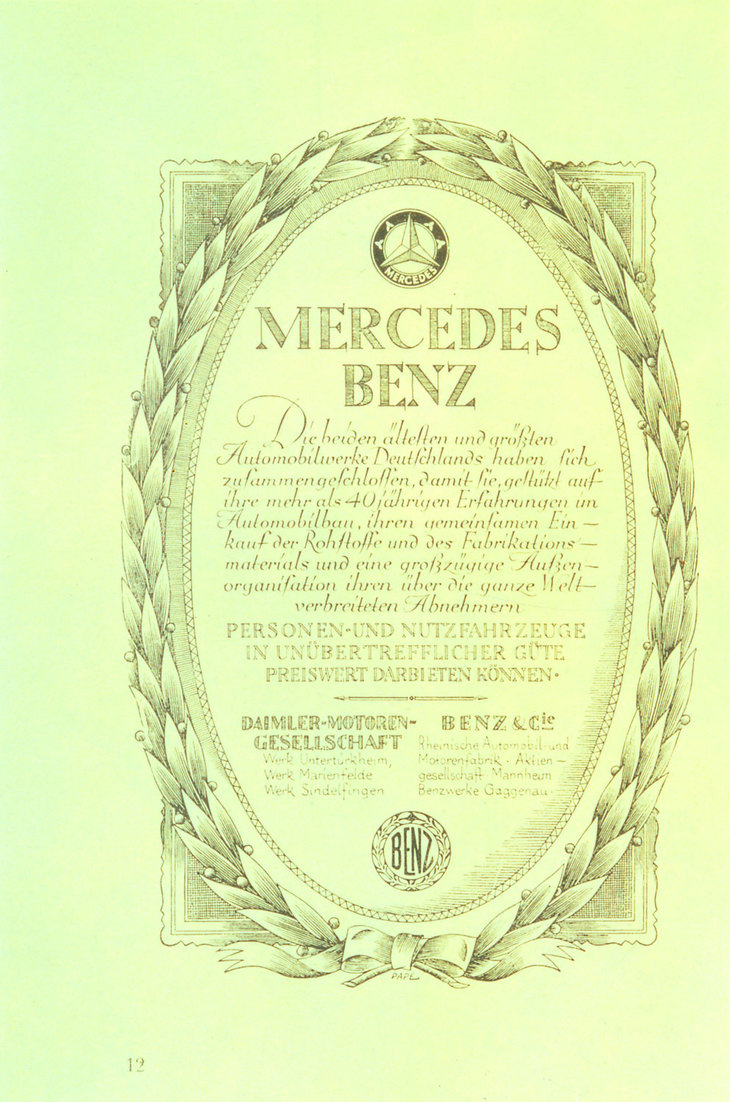 MERCEDES
MERCEDES
BENZ
Die beiden ältesten und größten
Automobilwerke Deutschlands haben sich
zusammengeschlossen, damit sie, gestützt auf
ihre mehr als 40jährigen Erfahrungen im
Automobilbau, ihren gemeinsamen Ein—
kauf der Rohstoffe und des Fabrikations—
materials und eine großzügige Außen—
organisation ihren über die ganze Welt—
verbreiteten Abnehmern
PERSONEN-UND NUTZFAHRZEUGE
IN UNÜBERTREFFLICHER GÜTE
PREISWERT DARBIETEN KÖNNEN·
DAIMLER-MOTOREN-
GESELLSCHAFT
Werk Untertürkheim,
Werk Marienfelde
Werk Sindelfingen
BENZ & Cie
Rheinische Automobil-und
Motorenfabrik · Aktien—
gesellschaft Mannheim
Benzwerke Gaggenau·
BENZ
12